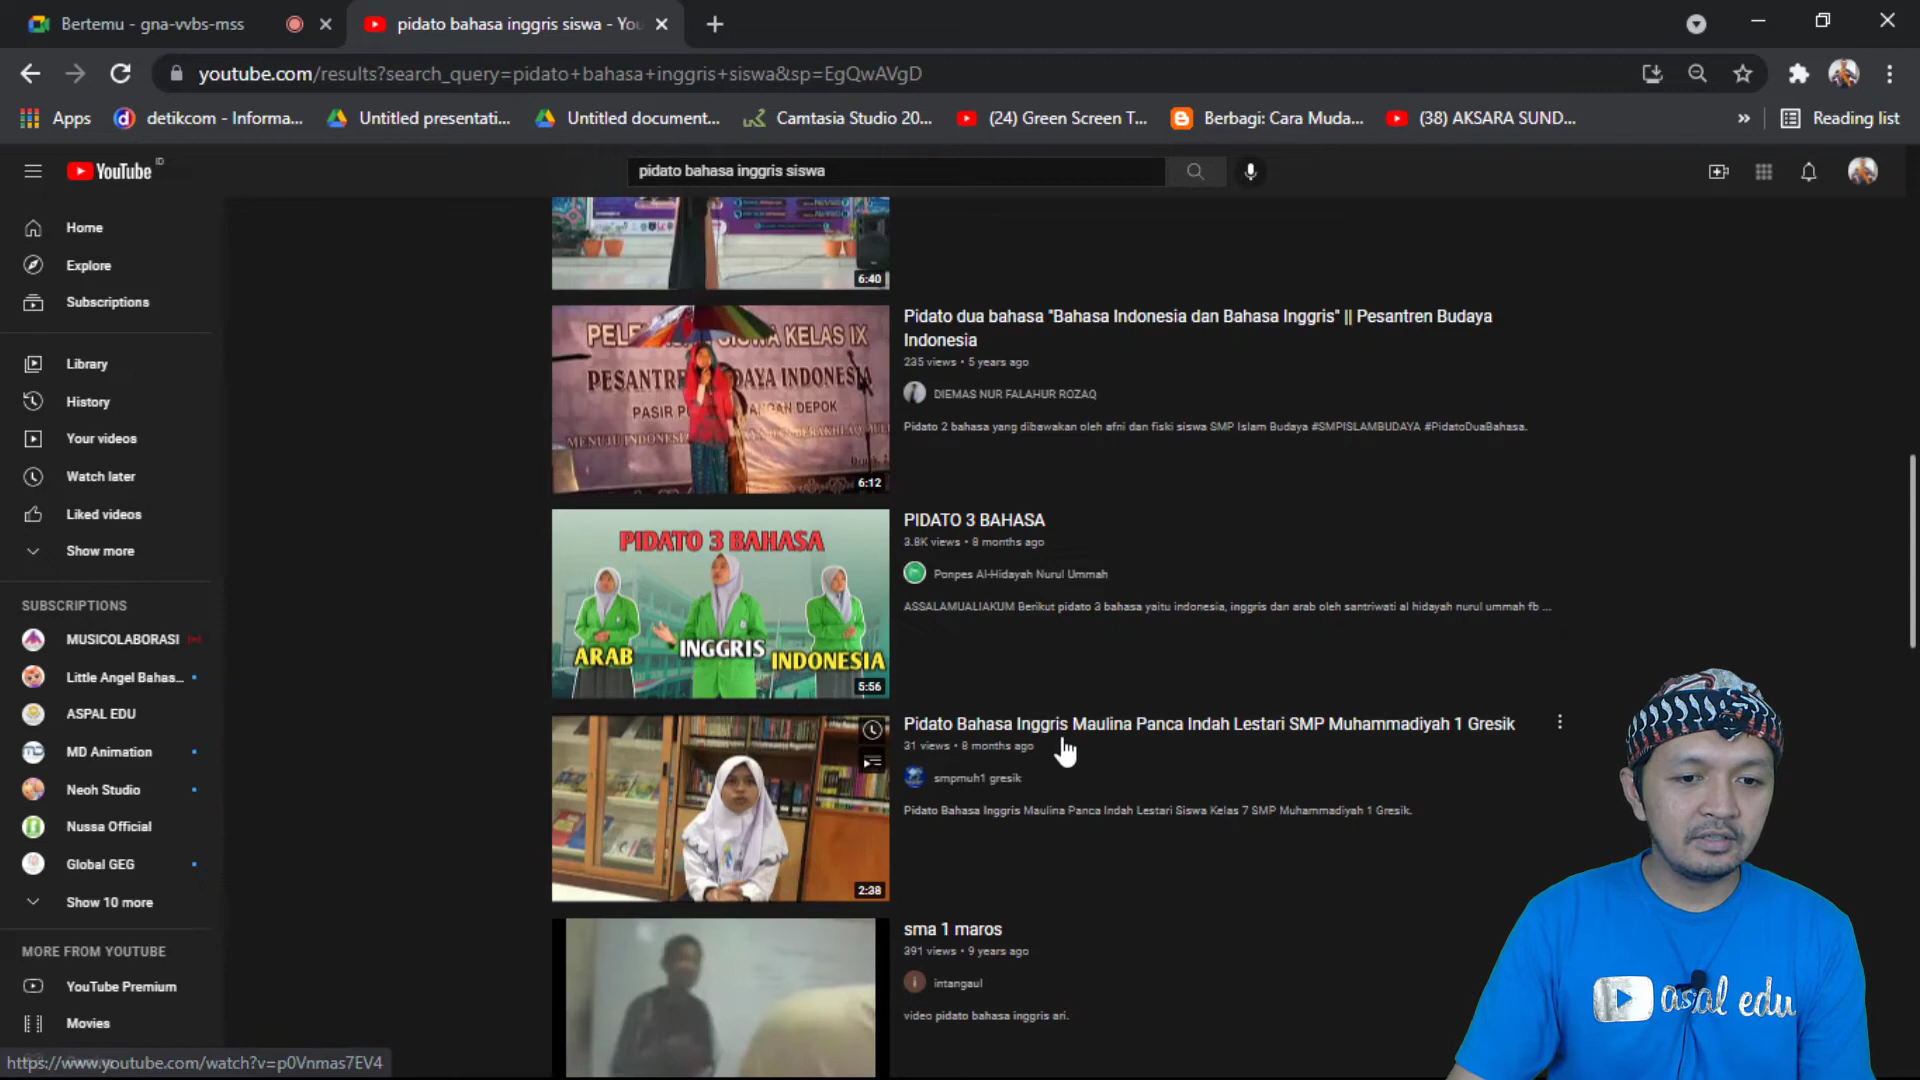 Bertemu - gna-vvbs-mss
pidato bahasa inggris siswa - You
youtube.com/results?search_query=pidato+bahasa+inggris+siswa&sp=EgQwAVgD
Apps
detikcom - Informa...
Untitled presentati...
Untitled document...
Camtasia Studio 20...
(24) Green Screen T...
Berbagi: Cara Muda...
(38) AKSARA SUND...
»
Reading list
YouTube ID
pidato bahasa inggris siswa
Home
Explore
Subscriptions
Library
History
Your videos
Watch later
Liked videos
Show more
SUBSCRIPTIONS
MUSICOLABORASI
Little Angel Bahas...
ASPAL EDU
MD Animation
Neoh Studio
Nussa Official
Global GEG
Show 10 more
MORE FROM YOUTUBE
YouTube Premium
Movies
https://www.youtube.com/watch?v=p0Vnmas7EV4
6:40
KELAS IX
PASIR
DEPOK
6:12
Pidato dua bahasa "Bahasa Indonesia dan Bahasa Inggris" || Pesantren Budaya
Indonesia
235 views • 5 years ago
DIEMAS NUR FALAHUR ROZAQ
Pidato 2 bahasa yang dibawakan oleh afni dan fiski siswa SMP Islam Budaya #SMPISLAMBUDAYA #PidatoDuaBahasa.
PIDATO 3 BAHASA
ARAB
INGGRIS
INDONESIA
5:56
PIDATO 3 BAHASA
3.8K views • 8 months ago
Ponpes Al-Hidayah Nurul Ummah
ASSALAMUALIAKUM Berikut pidato 3 bahasa yaitu indonesia, inggris dan arab oleh santriwati al hidayah nurul ummah fb ...
2:38
Pidato Bahasa Inggris Maulina Panca Indah Lestari SMP Muhammadiyah 1 Gresik
31 views • 8 months ago
smpmuh1 gresik
Pidato Bahasa Inggris Maulina Panca Indah Lestari Siswa Kelas 7 SMP Muhammadiyah 1 Gresik.
sma 1 maros
391 views • 9 years ago
i
intangaul
video pidato bahasa inggris ari.
asal edu